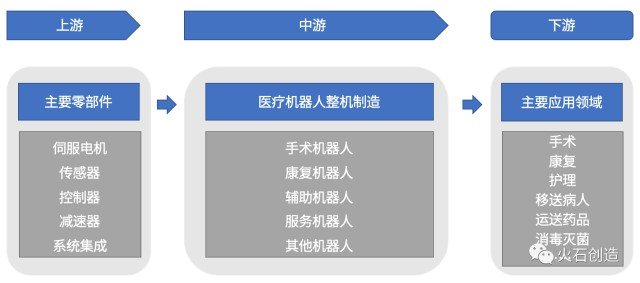 上游
中游
下游
主要零部件
医疗机器人整机制造
主要应用领域
伺服电机
传感器
控制器
减速器
系统集成
手术机器人
康复机器人
辅助机器人
服务机器人
其他机器人
手术
康复
护理
移送病人
运送药品
消毒灭菌
火石创造